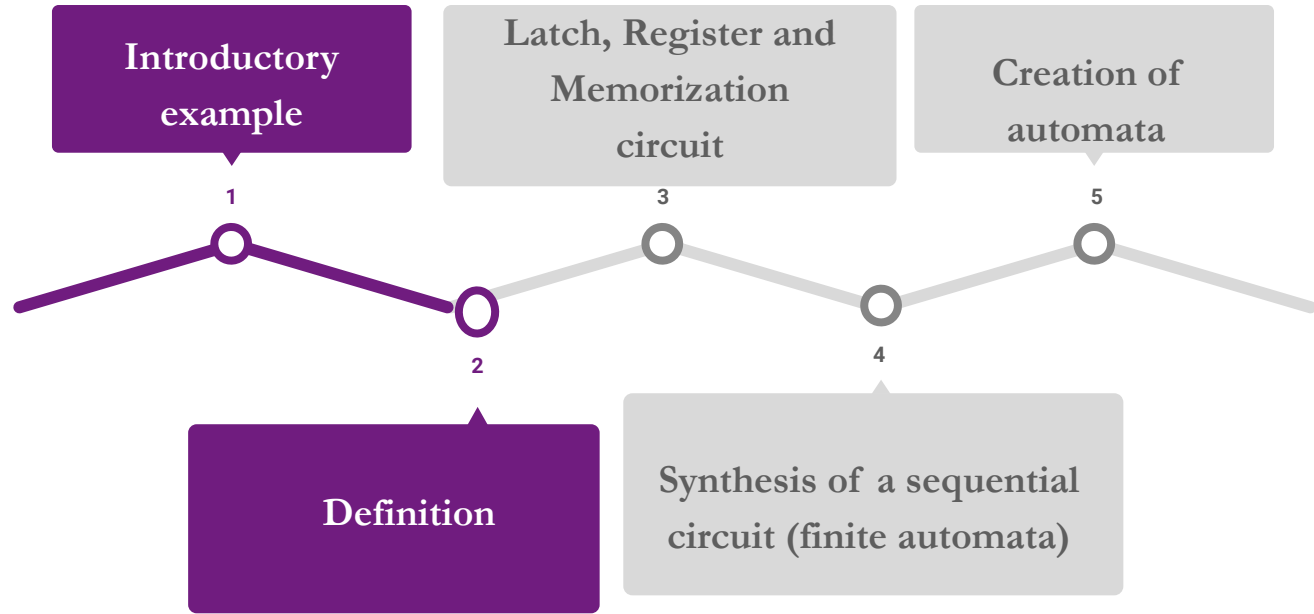 Introductory
example
1
Definition
2
Latch, Register and
Memorization
circuit
3
Synthesis of a sequential
circuit (finite automata)
4
Creation of
automata
5